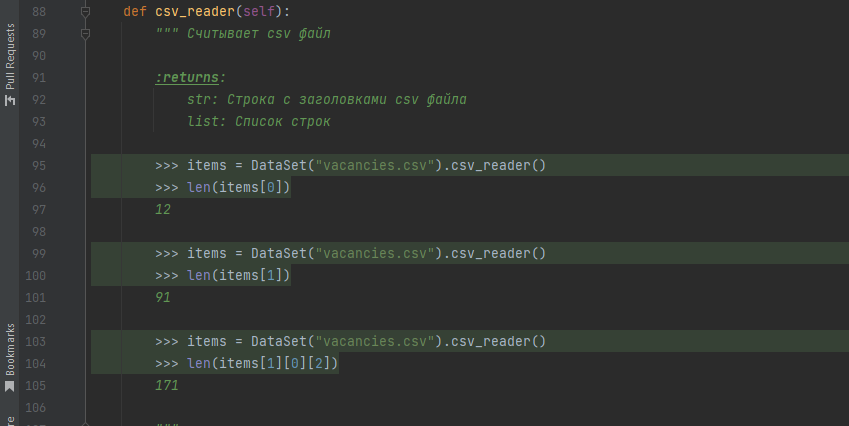 Pull Requests
Bookmarks
re
88 def csv_reader(self):
89 """ Считывает csv файл
90
91 :returns:
92 str: Строка с заголовками csv файла
93 list: Список строк
94
95 >>> items = DataSet("vacancies.csv").csv_reader()
96 >>> len(items[0])
97 12
98
99 >>> items = DataSet("vacancies.csv").csv_reader()
100 >>> len(items[1])
101 91
102
103 >>> items = DataSet("vacancies.csv").csv_reader()
104 >>> len(items[1][0][2])
105 171
106